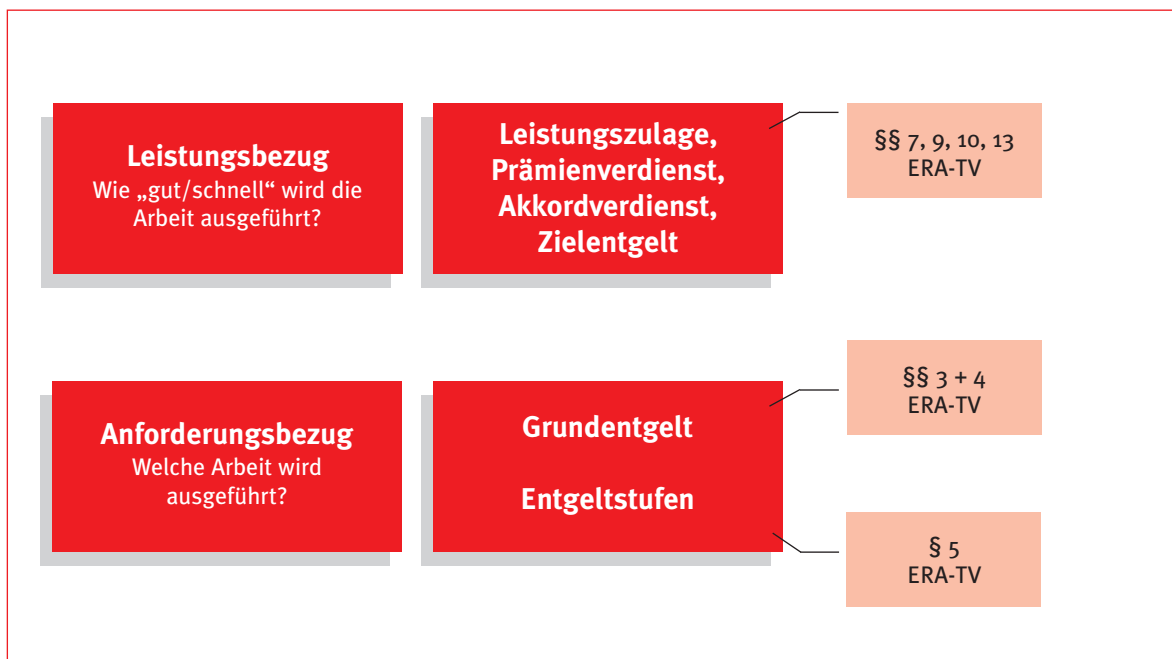 Leistungsbezug
Wie „gut/schnell“ wird die
Arbeit ausgeführt?
Leistungszulage,
Prämienverdienst,
Akkordverdienst,
Zielentgelt
§§ 7, 9, 10, 13
ERA-TV
Anforderungsbezug
Welche Arbeit wird
ausgeführt?
Grundentgelt
Entgeltstufen
§§ 3 + 4
ERA-TV
§ 5
ERA-TV